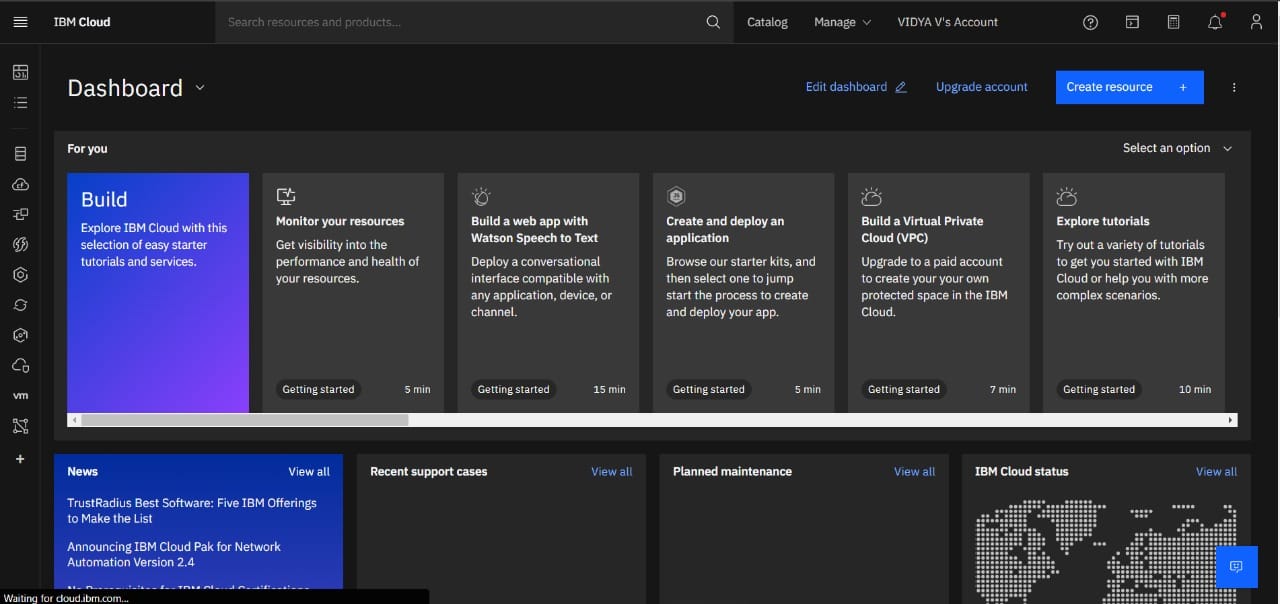 IBM Cloud
Search resources and products...
Catalog
Manage
VIDYA V's Account
Dashboard
Edit dashboard
Upgrade account
Create resource +
For you
Select an option
Build
Explore IBM Cloud with this
selection of easy starter
tutorials and services.
Monitor your resources
Get visibility into the
performance and health of
your resources.
Getting started
5 min
Build a web app with
Watson Speech to Text
Deploy a conversational
interface compatible with
any application, device, or
channel.
Getting started
15 min
Create and deploy an
application
Browse our starter kits, and
then select one to jump
start the process to create
and deploy your app.
Getting started
5 min
Build a Virtual Private
Cloud (VPC)
Upgrade to a paid account
to create your your own
protected space in the IBM
Cloud.
Getting started
7 min
Explore tutorials
Try out a variety of tutorials
to get you started with IBM
Cloud or help you with more
complex scenarios.
Getting started
10 min
vm
+
News
View all
TrustRadius Best Software: Five IBM Offerings
to Make the List
Announcing IBM Cloud Pak for Network
Automation Version 2.4
No Prerequisites for IBM Cloud Certifications
Recent support cases
View all
Planned maintenance
View all
IBM Cloud status
View all
Waiting for cloud.ibm.com...